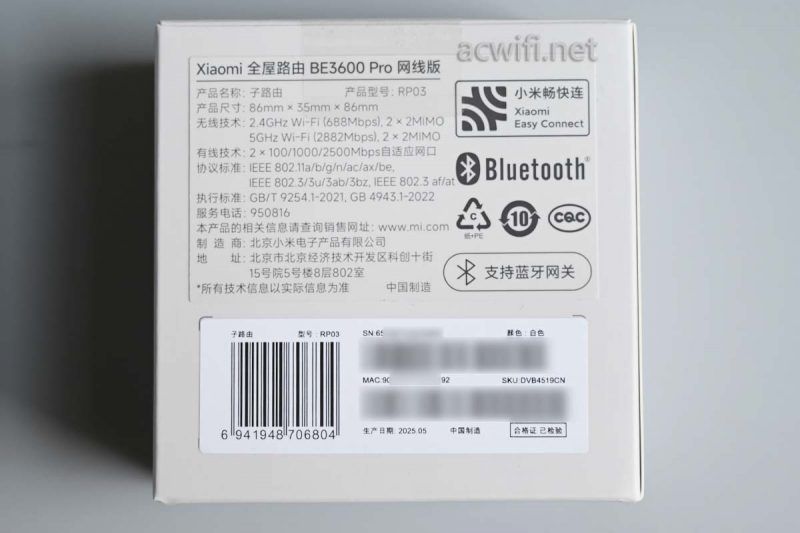 acwifi.net
Xiaomi 全屋路由 BE3600 Pro 网线版
产品名称: 子路由 产品型号: RP03
产品尺寸: 86mm × 35mm × 86mm
无线技术: 2.4GHz Wi-Fi (688Mbps), 2 × 2MIMO
5GHz Wi-Fi (2882Mbps), 2 × 2MIMO
有线技术: 2 × 100/1000/2500Mbps自适应网口
协议标准: IEEE 802.11a/b/g/n/ac/ax/be,
IEEE 802.3/3u/3ab/3bz, IEEE 802.3 af/at
执行标准: GB/T 9254.1-2021, GB 4943.1-2022
服务电话: 950816
本产品的相关信息请查询销售网址: www.mi.com
制 造 商: 北京小米电子产品有限公司
地 址: 北京市北京经济技术开发区科创十街
15号院5号楼8层802室
*所有技术信息以实际信息为准 中国制造
小米畅快连
Xiaomi
Easy Connect
Bluetooth®
C
纸+PE
10
CQC
支持蓝牙网关
子路由 型号: RP03
SN:65
颜色: 白色
MAC:90 92
SKU:DVB4519CN
6 941948 706804
生产日期: 2025.05 中国制造 合格证 已检验